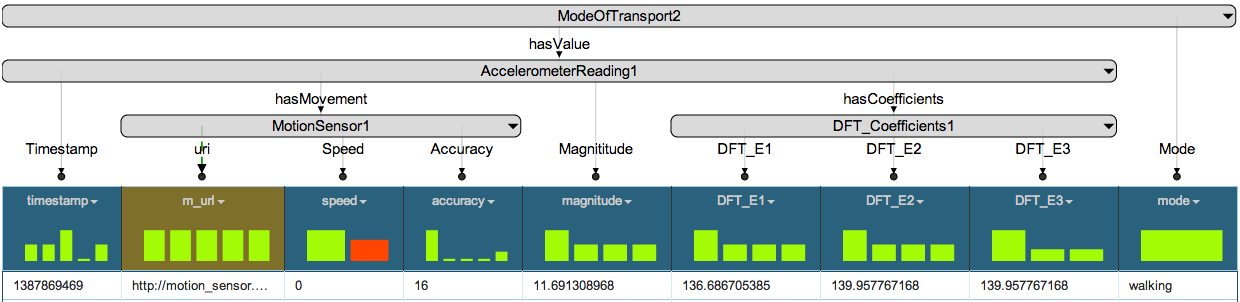 ModeOfTransport2
hasValue
AccelerometerReading1
hasMovement hasCoefficients
MotionSensor1 DFT_Coefficients1
Timestamp uri Speed Accuracy Magnititude DFT_E1 DFT_E2 DFT_E3 Mode
timestamp m_url speed accuracy magnitude DFT_E1 DFT_E2 DFT_E3 mode
1387869469 http://motion_sensor.... 0 16 11.691308968 136.686705385 139.957767168 139.957767168 walking